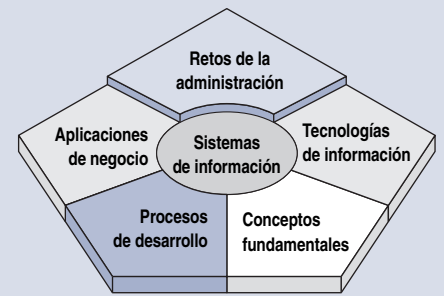 Retos de la
administración
Aplicaciones
de negocio
Sistemas
de información
Tecnologías
de información
Procesos
de desarrollo
Conceptos
fundamentales